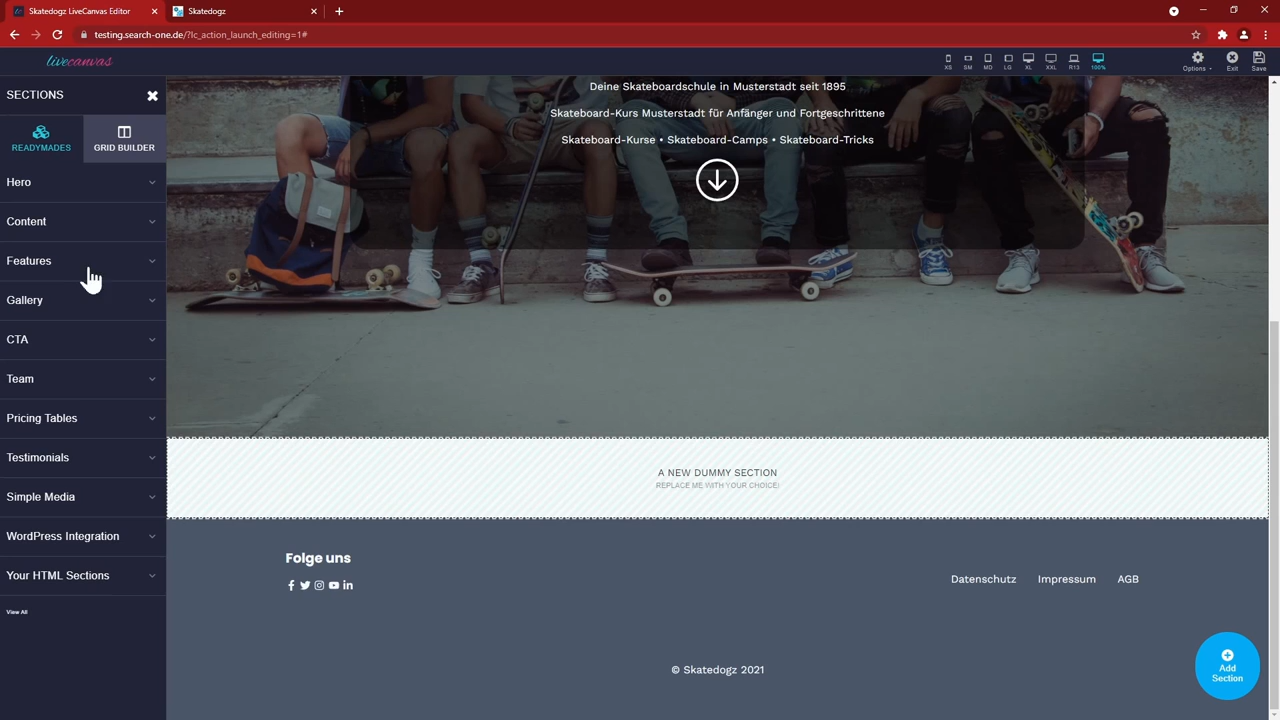 Skatedogz LiveCanvas Editor
Skatedogz
testing.search-one.de/?lc_action_launch_editing=1#
livecanvas
XS
SM
MD
LG
XL
XXL
R13
100%
Options
Exit
Save
SECTIONS
READYMADES
GRID BUILDER
Hero
Content
Features
Gallery
CTA
Team
Pricing Tables
Testimonials
Simple Media
WordPress Integration
Your HTML Sections
View All
Deine Skateboardschule in Musterstadt seit 1895
Skateboard-Kurs Musterstadt für Anfänger und Fortgeschrittene
Skateboard-Kurse • Skateboard-Camps • Skateboard-Tricks
A NEW DUMMY SECTION
REPLACE ME WITH YOUR CHOICE!
Folge uns
Datenschutz
Impressum
AGB
© Skatedogz 2021
Add
Section